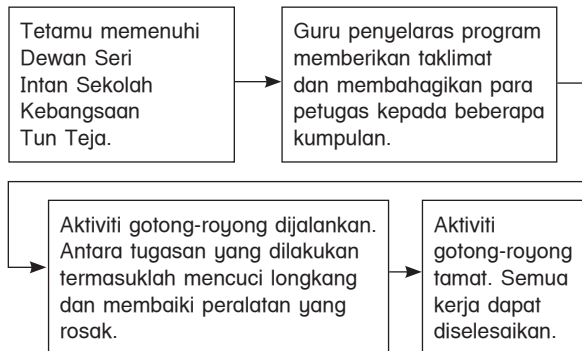 Tetamu memenuhi
Dewan Seri
Intan Sekolah
Kebangsaan
Tun Teja.
Guru penyelaras program
memberikan taklimat
dan membahagikan para
petugas kepada beberapa
kumpulan.
Aktiviti gotong-royong dijalankan.
Antara tugasan yang dilakukan
termasuklah mencuci longkang
dan membaiki peralatan yang
rosak.
Aktiviti
gotong-royong
tamat. Semua
kerja dapat
diselesaikan.